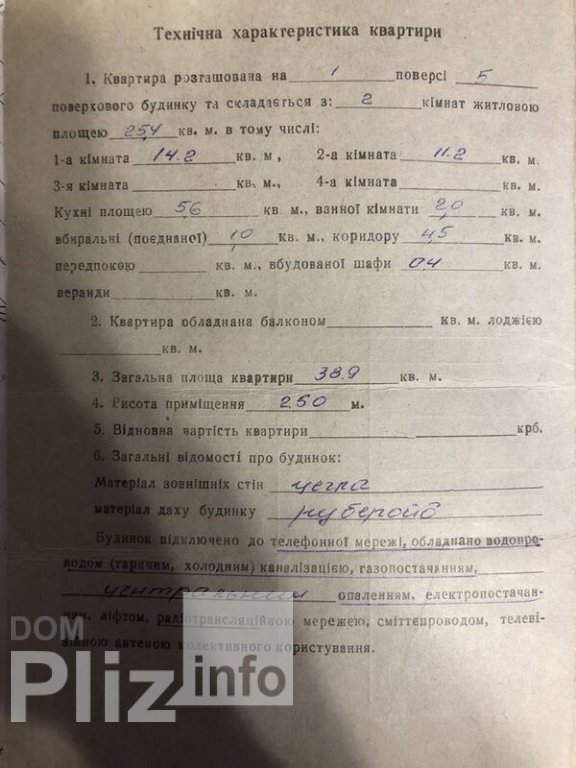 Технічна характеристика квартири
1. Квартира розташована на 1 поверсі 5
поверхового будинку та складається з: 2 кімнат житловою
площею 25,4 кв. м. в тому числі:
1-а кімната 14.2 кв. м, 2-а кімната 11.2 кв. м.
3-я кімната кв. м., 4-а кімната кв. м.
Кухні площею 5,6 кв. м., ванної кімнати 2,0 кв. м.
вбиральні (поєднаної) 1,0 кв. м., коридору 4,5 кв. м.
передпокою кв. м., вбудованої шафи 0,4 кв. м.
веранди кв. м.
2. Квартира обладнана балконом кв. м. лоджією
кв. м.
3. Загальна площа квартири 38.9 кв. м.
4. Висота приміщення 2.50 м.
5. Відновна вартість квартири крб.
6. Загальні відомості про будинок:
Матеріал зовнішніх стін цегла
матеріал даху будинку рубероїд
Будинок підключено до телефонної мережі, обладнано водопро-
водом (гарячим, холодним) каналізацією, газопостачанням,
центральним опаленням, електропостачан-
ням, ліфтом, радіотрансляційною мережею, сміттєпроводом, телеві-
зійною антеною колективного користування.
DOM
Pliz info